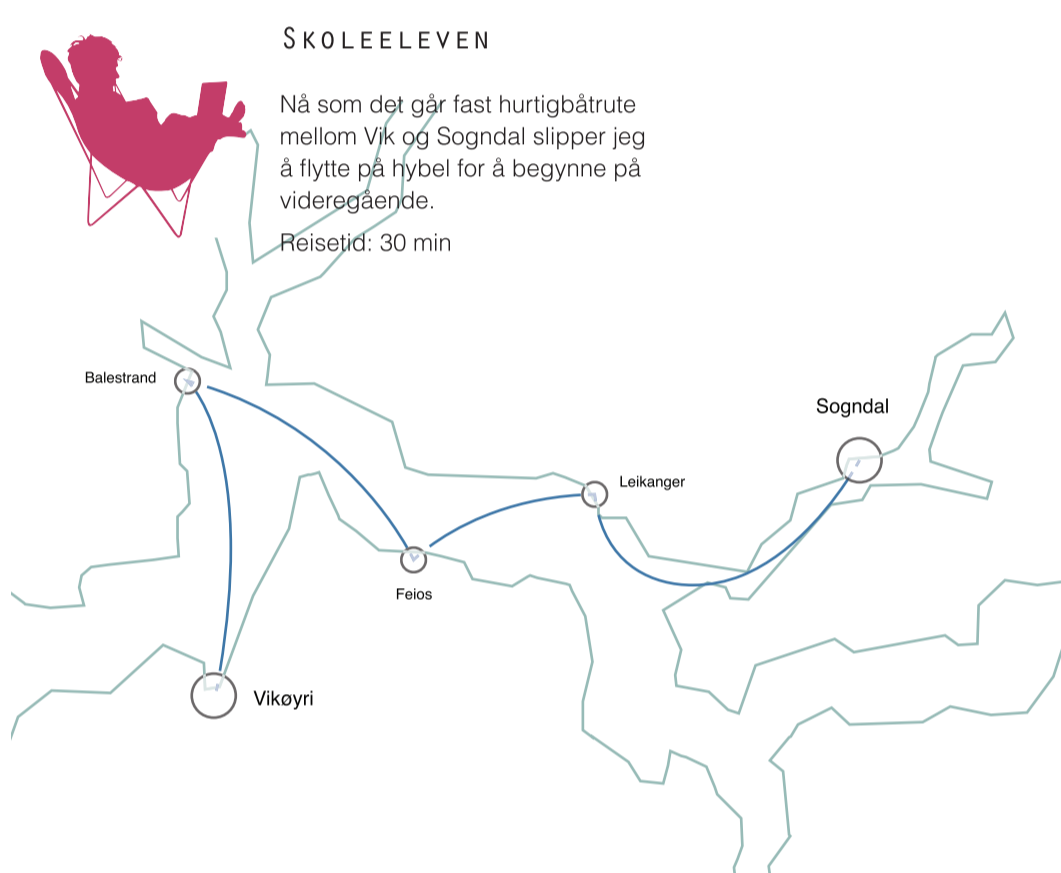 SKOLEELEVEN
Nå som det går fast hurtigbåtrute
mellom Vik og Sogndal slipper jeg
å flytte på hybel for å begynne på
videregående.
Reisetid: 30 min
Balestrand
Sogndal
Leikanger
Feios
Vikøyri